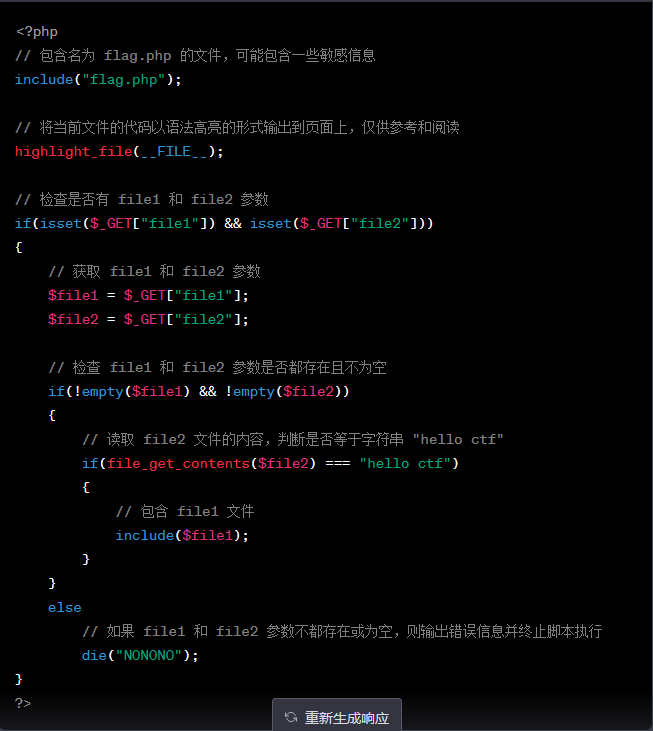 <?php
// 包含名为 flag.php 的文件，可能包含一些敏感信息
include("flag.php");
// 将当前文件的代码以语法高亮的形式输出到页面上，仅供参考和阅读
highlight_file(__FILE__);
// 检查是否有 file1 和 file2 参数
if(isset($_GET["file1"]) && isset($_GET["file2"]))
{
    // 获取 file1 和 file2 参数
    $file1 = $_GET["file1"];
    $file2 = $_GET["file2"];
    // 检查 file1 和 file2 参数是否都存在且不为空
    if(!empty($file1) && !empty($file2))
    {
        // 读取 file2 文件的内容，判断是否等于字符串 "hello ctf"
        if(file_get_contents($file2) === "hello ctf")
        {
            // 包含 file1 文件
            include($file1);
        }
    }
    else
        // 如果 file1 和 file2 参数不都存在或为空，则输出错误信息并终止脚本执行
        die("NONONO");
}
?>
重新生成响应